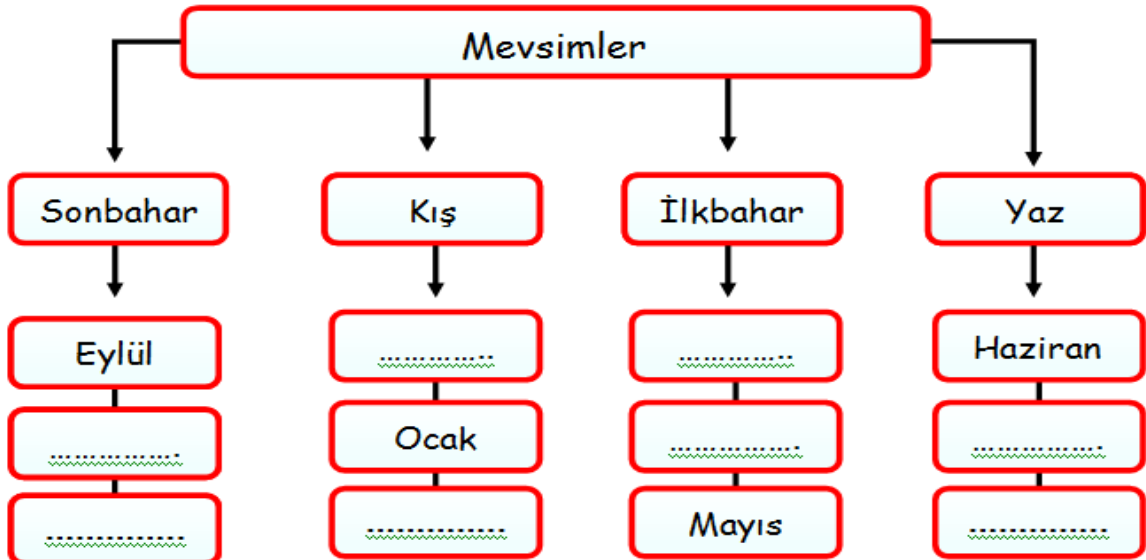 Mevsimler
Sonbahar
Kış
İlkbahar
Yaz
Eylül
…………..
…………..
Haziran
…………….
Ocak
…………….
…………….
..............
..............
Mayıs
..............